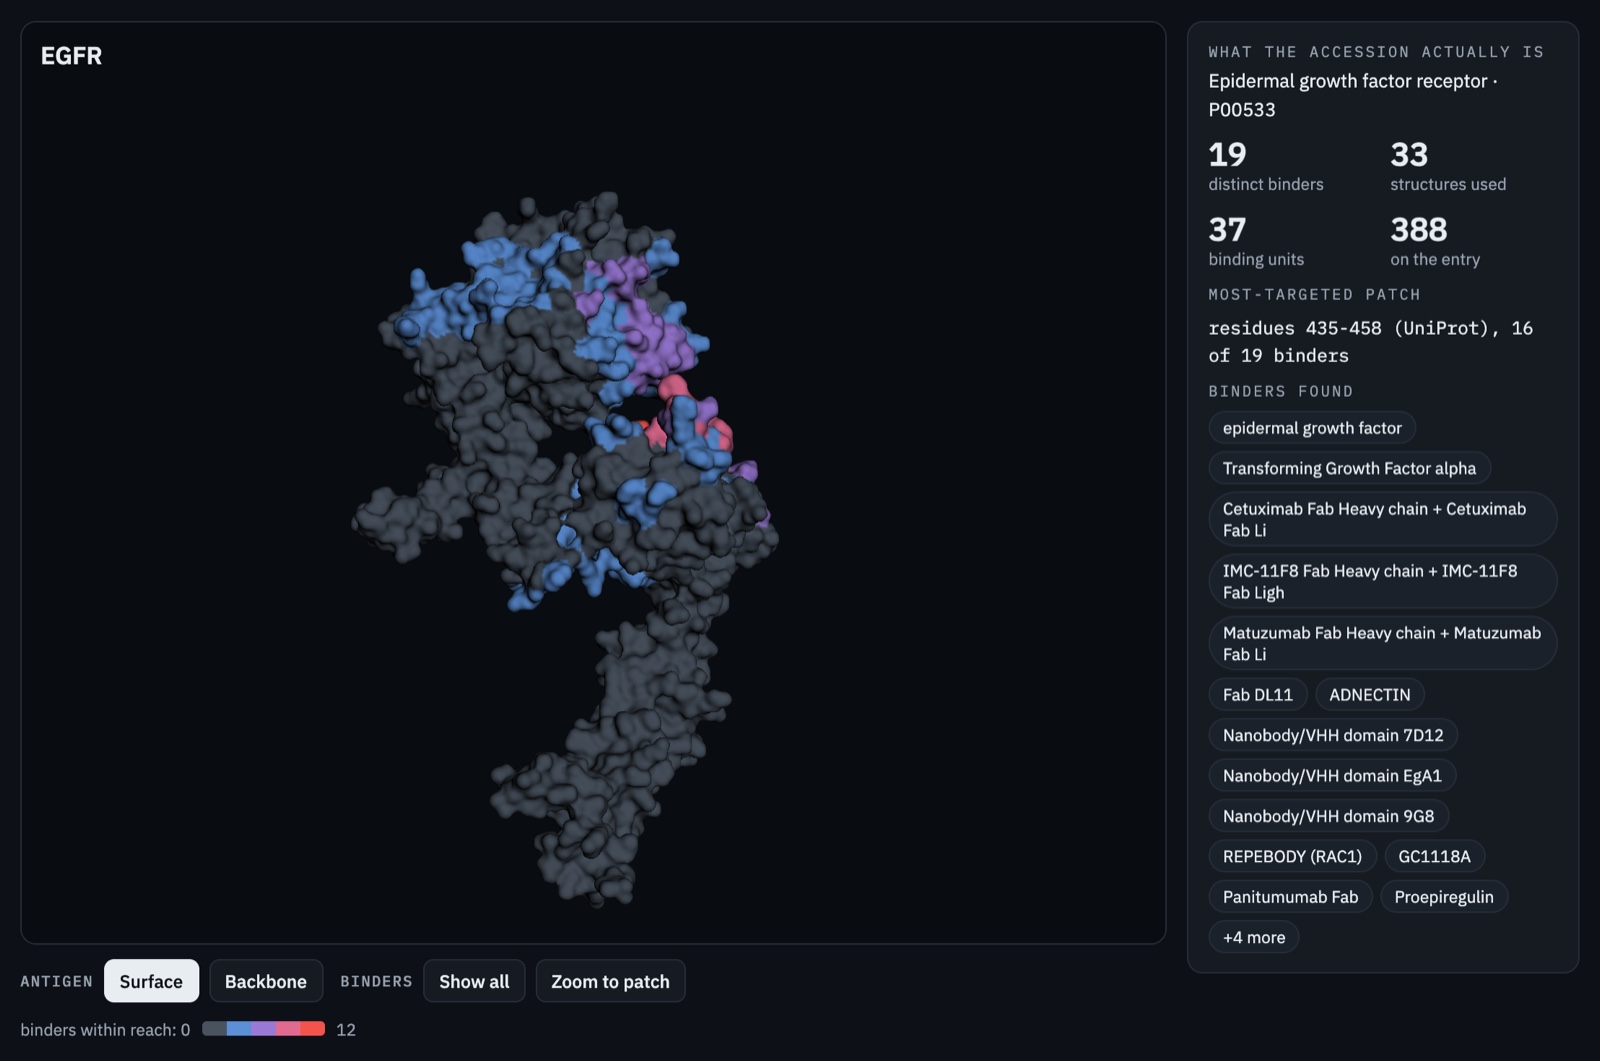 EGFR
WHAT THE ACCESSION ACTUALLY IS
Epidermal growth factor receptor ·
P00533
19
distinct binders
33
structures used
37
binding units
388
on the entry
MOST-TARGETED PATCH
residues 435-458 (UniProt), 16
of 19 binders
BINDERS FOUND
epidermal growth factor
Transforming Growth Factor alpha
Cetuximab Fab Heavy chain + Cetuximab
Fab Li
IMC-11F8 Fab Heavy chain + IMC-11F8
Fab Ligh
Matuzumab Fab Heavy chain + Matuzumab
Fab Li
Fab DL11
ADNECTIN
Nanobody/VHH domain 7D12
Nanobody/VHH domain EgA1
Nanobody/VHH domain 9G8
REPEBODY (RAC1)
GC1118A
Panitumumab Fab
Proepiregulin
+4 more
ANTIGEN
Surface
Backbone
BINDERS
Show all
Zoom to patch
binders within reach: 0
12